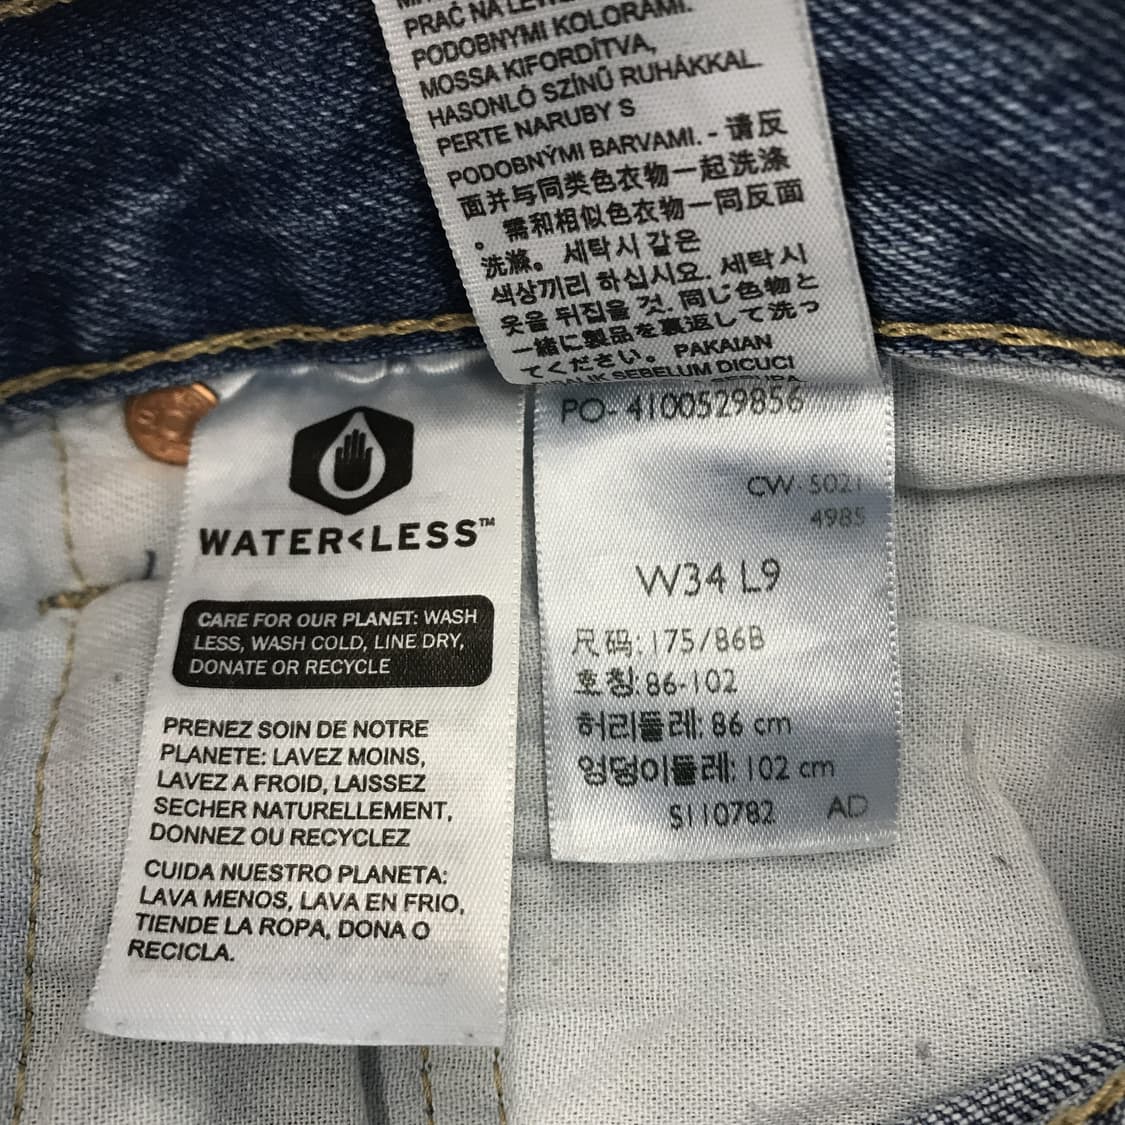 PRAĆ NA
PODOBNYMI KOLORAMI.
MOSSA KIFORDÍTVA,
HASONLÓ SZÍNŰ RUHÁKKAL.
PERTE NARUBY S
PODOBNÝMI BARVAMI. - 请反
面并与同类色衣物一起洗涤
。需和相似色衣物一同反面
洗滌。세탁시 같은
색상끼리 하십시요. 세탁시
옷을 뒤집을 것. 同じ色物と
一緒に製品を裏返して洗っ
てください。 PAKAIAN
SEBELUM DICUCI
PO- 4100529856
CW- S021
4985
W34 L9
尺码: 175/86B
호칭: 86-102
허리둘레: 86 cm
엉덩이둘레: 102 cm
S110782 AD
WATER<LESS™
CARE FOR OUR PLANET: WASH
LESS, WASH COLD, LINE DRY,
DONATE OR RECYCLE
PRENEZ SOIN DE NOTRE
PLANETE: LAVEZ MOINS,
LAVEZ A FROID, LAISSEZ
SECHER NATURELLEMENT,
DONNEZ OU RECYCLEZ
CUIDA NUESTRO PLANETA:
LAVA MENOS, LAVA EN FRIO,
TIENDE LA ROPA, DONA O
RECICLA.